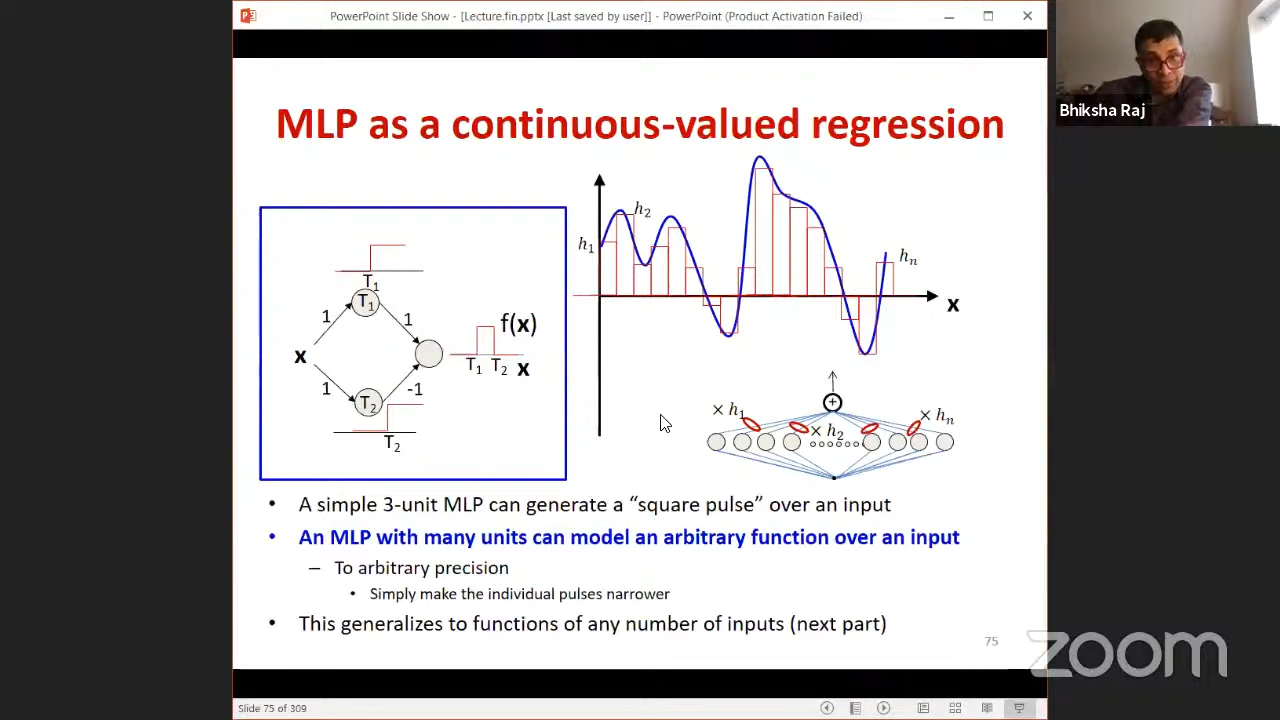 PowerPoint Slide Show - [Lecture.fin.pptx [Last saved by user]] - PowerPoint (Product Activation Failed)
Bhiksha Raj
MLP as a continuous-valued regression
T₁
T₁
1
1
x
1
-1
T₂
T₂
f(x)
T₁ T₂ x
h₁
h₂
hₙ
x
+
× h₁
× h₂
× hₙ
• A simple 3-unit MLP can generate a “square pulse” over an input
• An MLP with many units can model an arbitrary function over an input
– To arbitrary precision
• Simply make the individual pulses narrower
• This generalizes to functions of any number of inputs (next part)
75
zoom
Slide 75 of 309